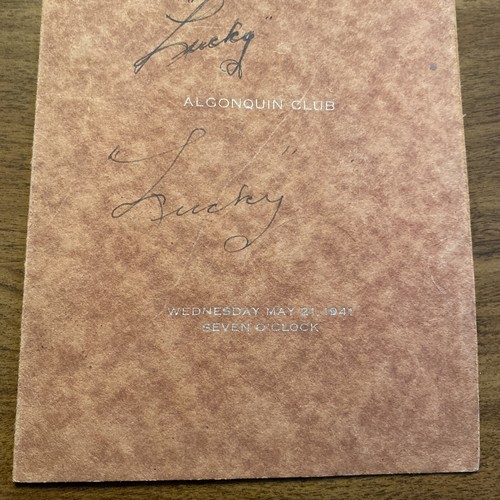 "Lucky"
ALGONQUIN CLUB
"Lucky"
WEDNESDAY MAY 21, 1941
SEVEN O'CLOCK